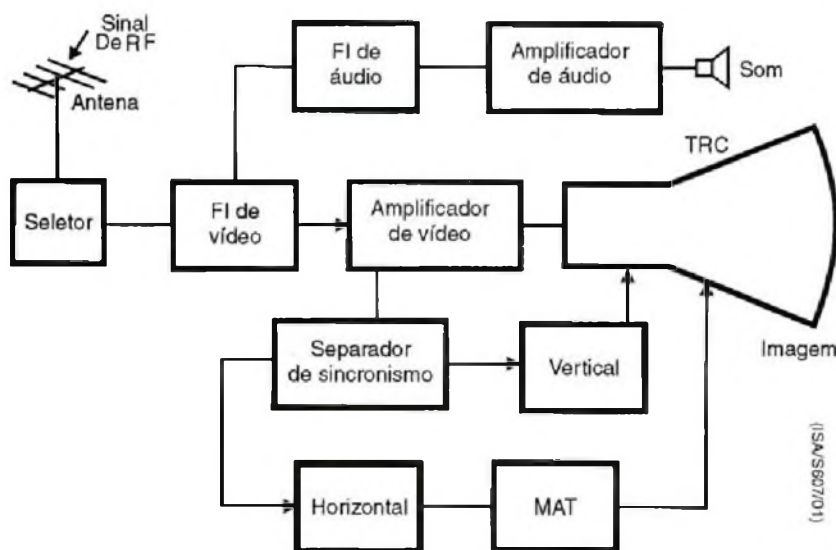 Sinal
De RF
Antena
FI de
áudio
Amplificador
de áudio
Som
TRC
Seletor
FI de
vídeo
Amplificador
de vídeo
Separador
de sincronismo
Vertical
Imagem
Horizontal
MAT
(ISA/S607/01)